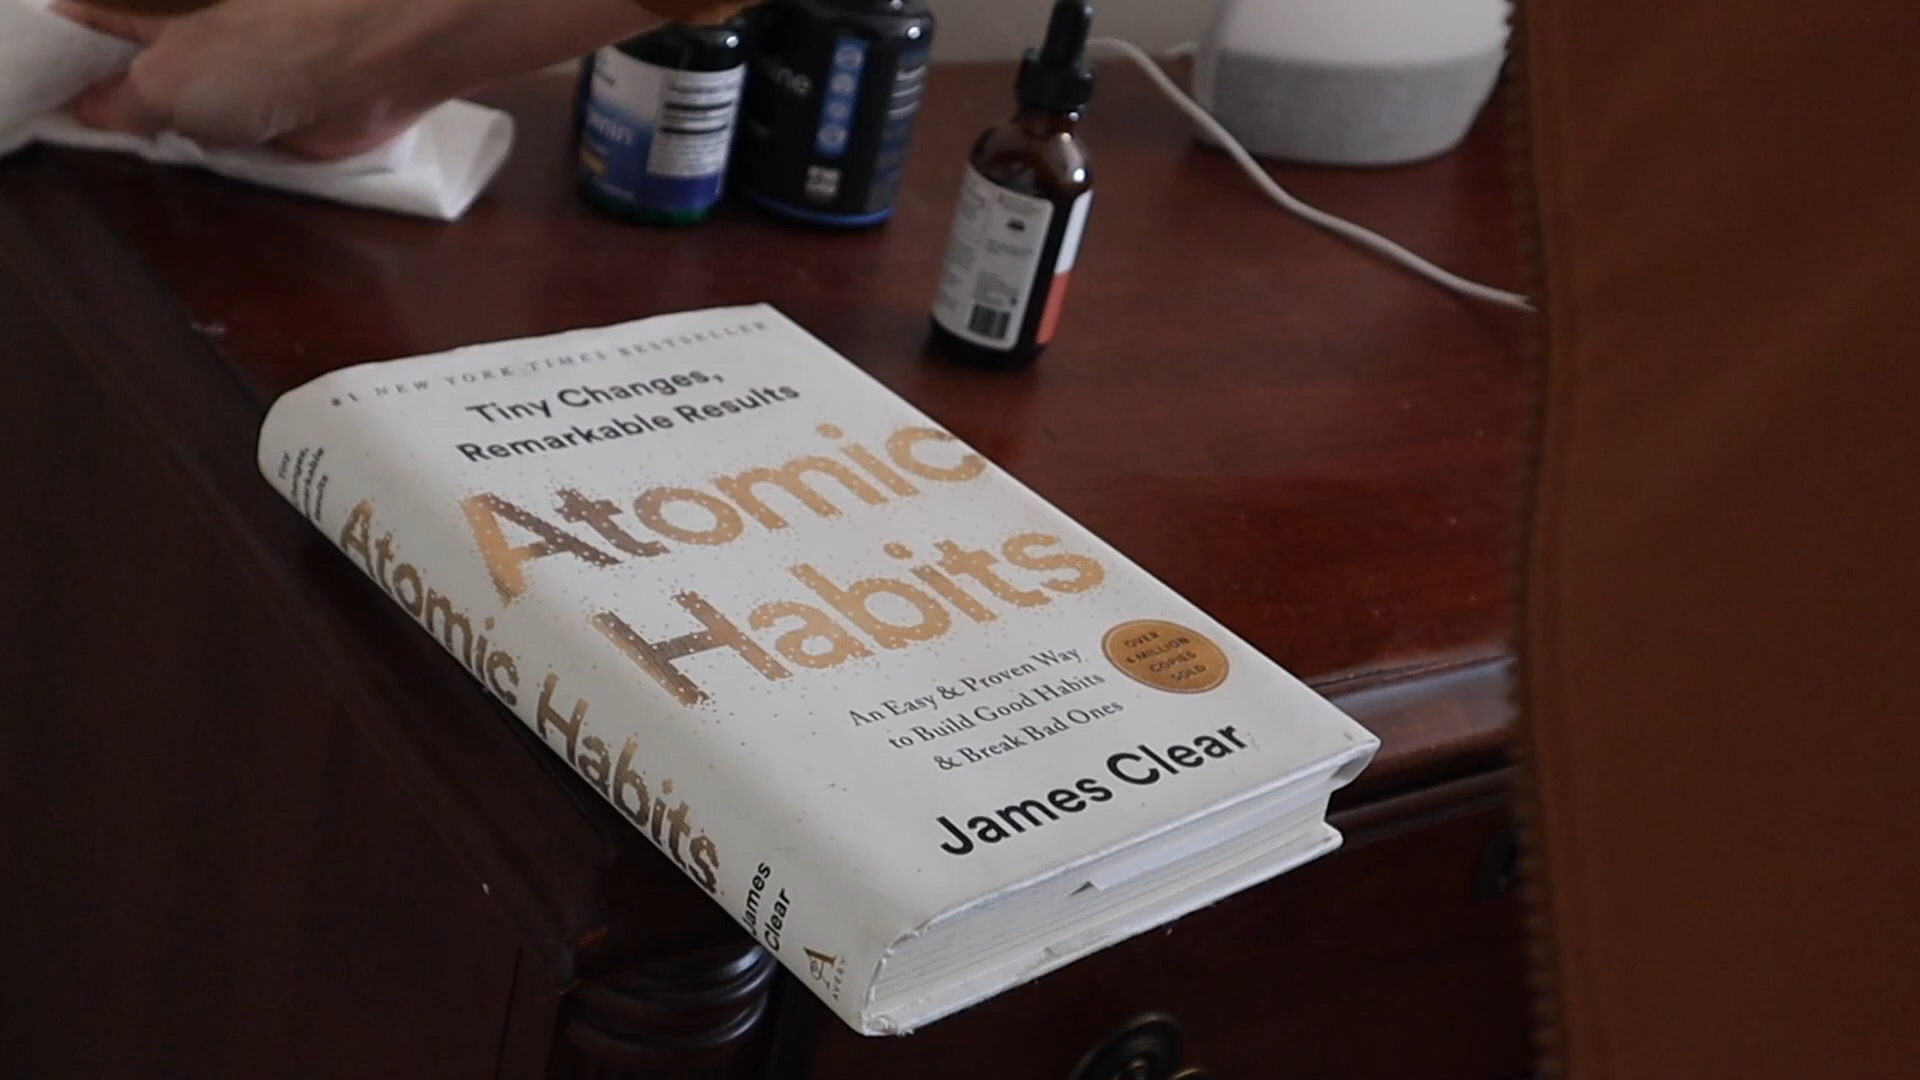 #1 NEW YORK TIMES BESTSELLER
Tiny Changes,
Remarkable Results
Atomic
Habits
An Easy & Proven Way
to Build Good Habits
& Break Bad Ones
OVER
4 MILLION
COPIES
SOLD
James Clear
Atomic Habits
James
Clear
A
AVERY